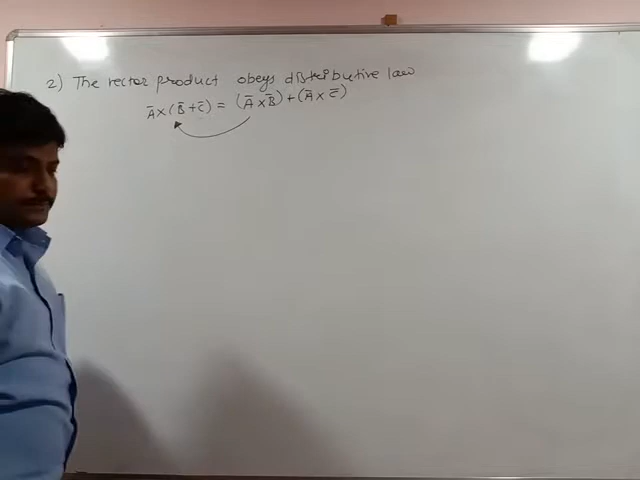 2) The vector product obeys distributive law
A̅ × (B̅ + C̅) = (A̅ × B̅) + (A̅ × C̅)